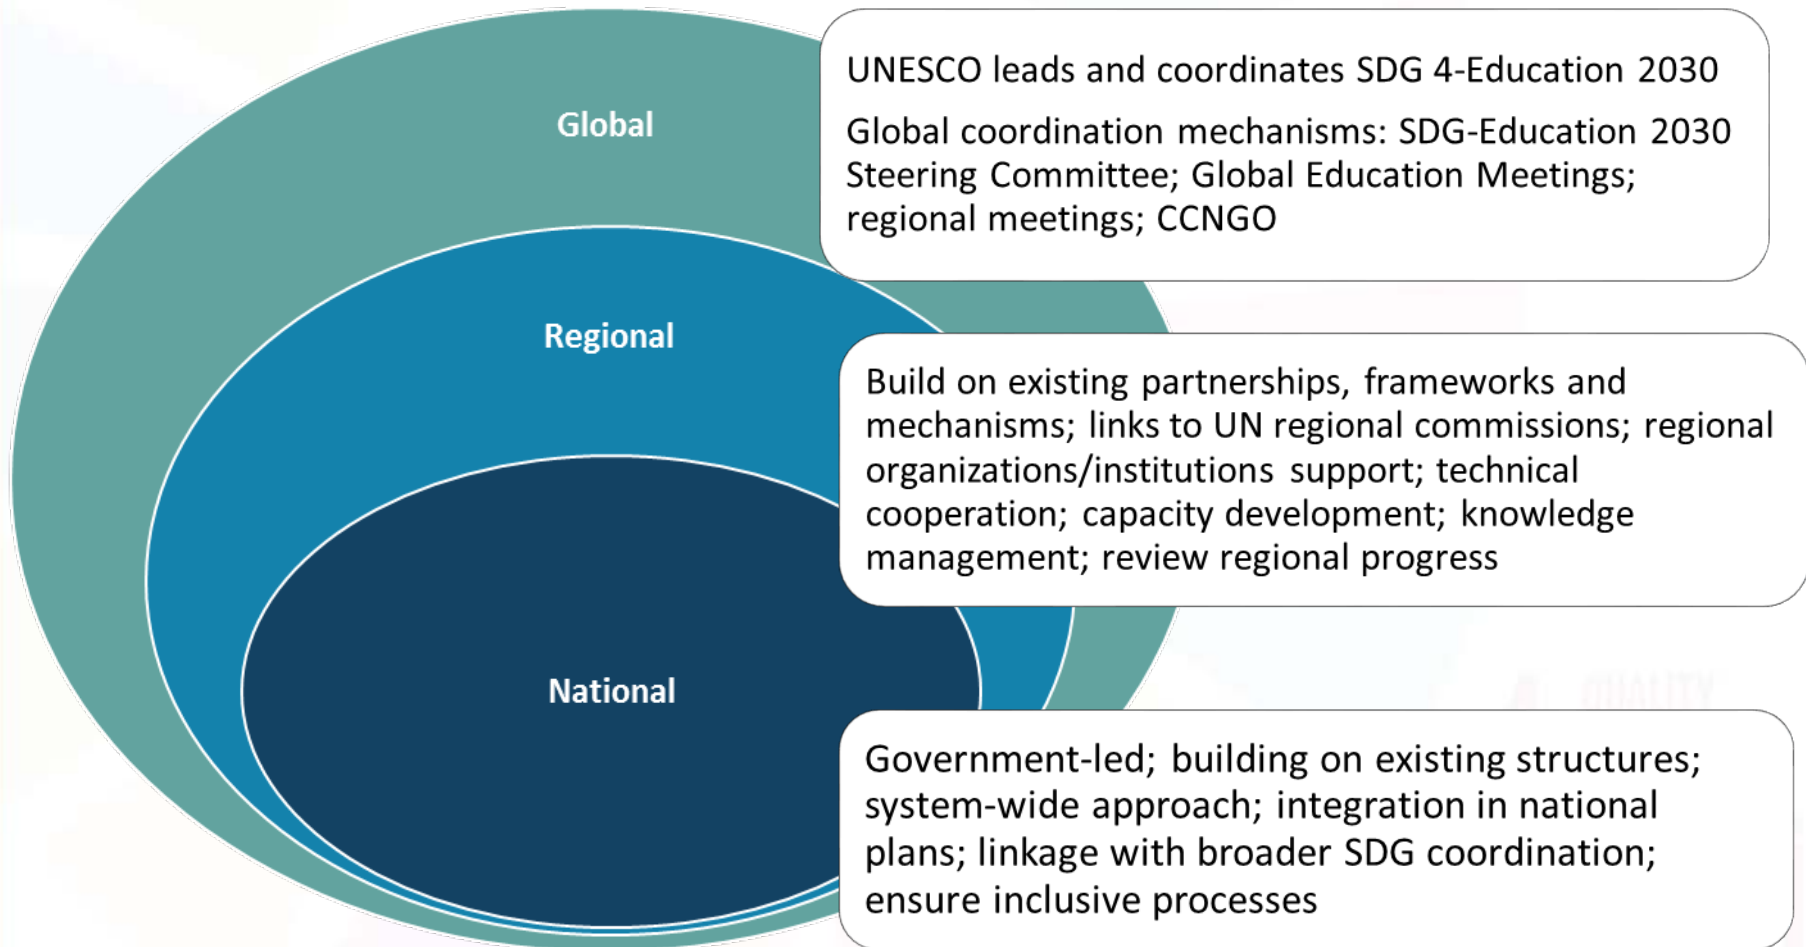 Global
UNESCO leads and coordinates SDG 4-Education 2030
Global coordination mechanisms: SDG-Education 2030
Steering Committee; Global Education Meetings;
regional meetings; CCNGO
Regional
Build on existing partnerships, frameworks and
mechanisms; links to UN regional commissions; regional
organizations/institutions support; technical
cooperation; capacity development; knowledge
management; review regional progress
National
4 QUALITY
Government-led; building on existing structures;
system-wide approach; integration in national
plans; linkage with broader SDG coordination;
ensure inclusive processes